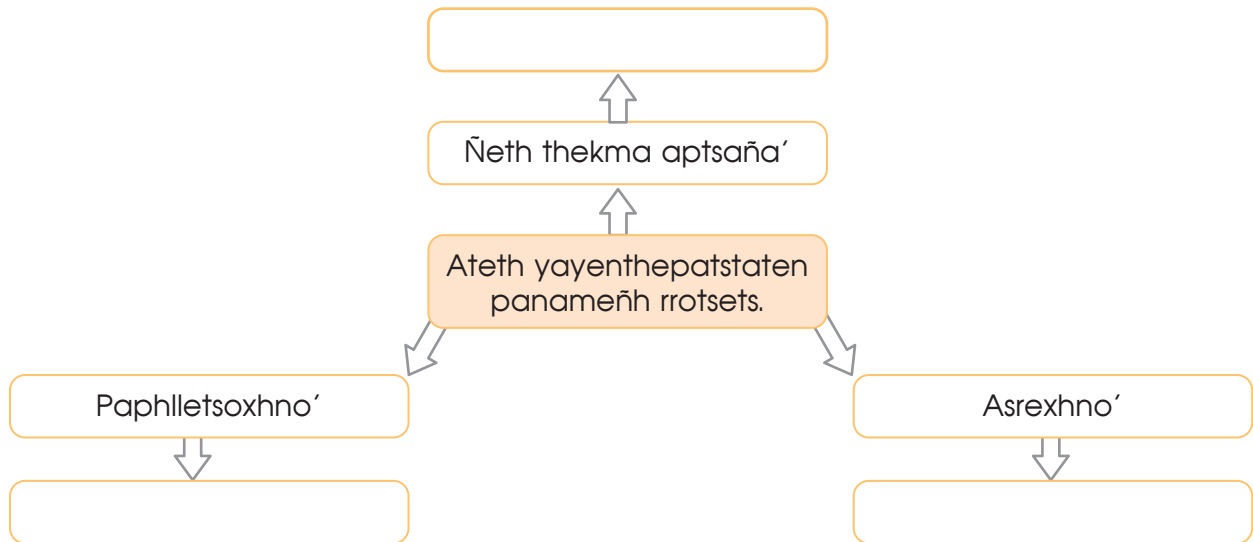 Ñeth thekma aptsaña´
Ateth yayenthepatstaten
panameñh rrotsets.
Paphlletsoxhno´
Asrexhno´